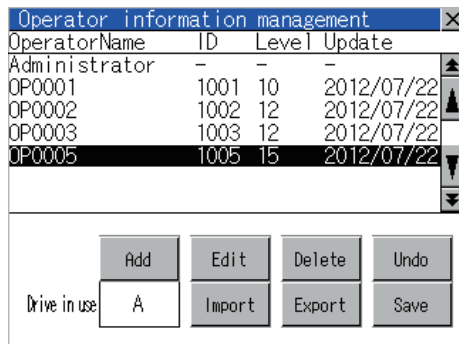 Operator information management
OperatorName ID Level Update
Administrator – – –
OP0001 1001 10 2012/07/22
OP0002 1002 12 2012/07/22
OP0003 1003 12 2012/07/22
OP0005 1005 15 2012/07/22
Add Edit Delete Undo
Drive in use A Import Export Save